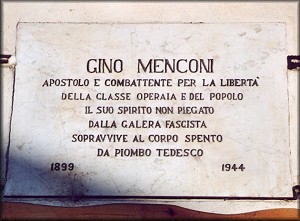 GINO MENCONI
APOSTOLO E COMBATTENTE PER LA LIBERTA'
DELLA CLASSE OPERAIA E DEL POPOLO
IL SUO SPIRITO NON PIEGATO
DALLA GALERA FASCISTA
SOPRAVVIVE AL CORPO SPENTO
DA PIOMBO TEDESCO
1899 1944